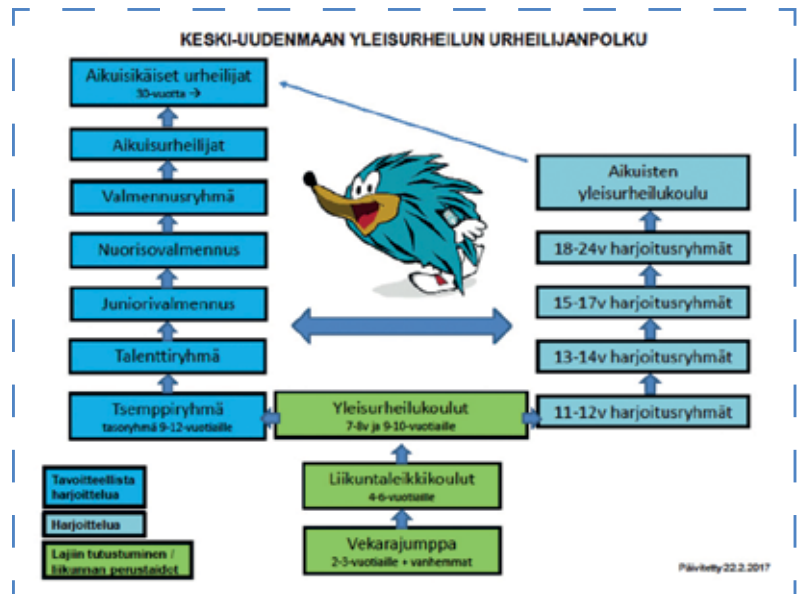 KESKI-UUDENMAAN YLEISURHEILUN URHEILIJANPOLKU
Aikuisikäiset urheilijat
30-vuotta →
Aikuisurheilijat
Valmennusryhmä
Nuorisovalmennus
Juniorivalmennus
Talenttiryhmä
Tsemppiryhmä
tasoryhmä 9-12-vuotiaille
Yleisurheilukoulut
7-8v ja 9-10-vuotiaille
Liikuntaleikkikoulut
4-6-vuotiaille
Vekarajumppa
2-3-vuotiaille + vanhemmat
Aikuisten
yleisurheilukoulu
18-24v harjoitusryhmät
15-17v harjoitusryhmät
13-14v harjoitusryhmät
11-12v harjoitusryhmät
Tavoitteellista
harjoittelua
Harjoittelua
Lajiin tutustuminen /
liikunnan perustaidot
Päivitetty 22.2.2017